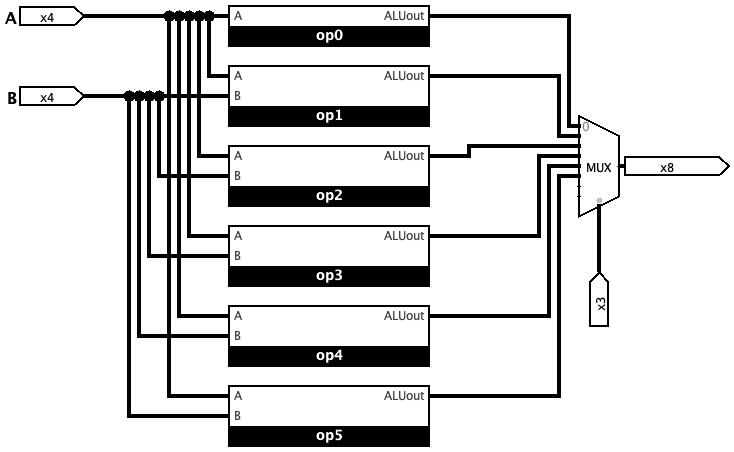 A x4 A ALUout
op0
A ALUout
B x4 B
op1
0
A ALUout
MUX x8
B
op2
A ALUout
B
op3
x3
A ALUout
B
op4
A ALUout
B
op5